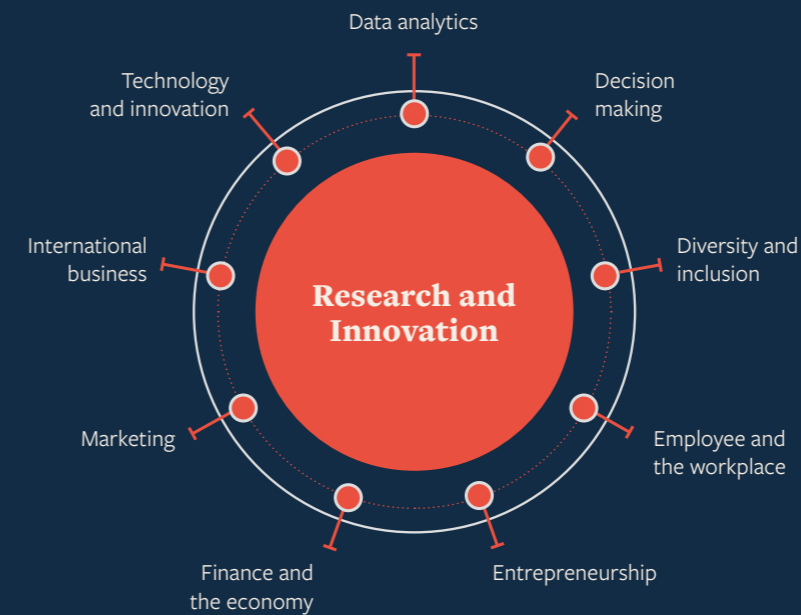 Data analytics
Decision
making
Diversity and
inclusion
Employee and
the workplace
Entrepreneurship
Finance and
the economy
Marketing
International
business
Technology
and innovation
Research and
Innovation